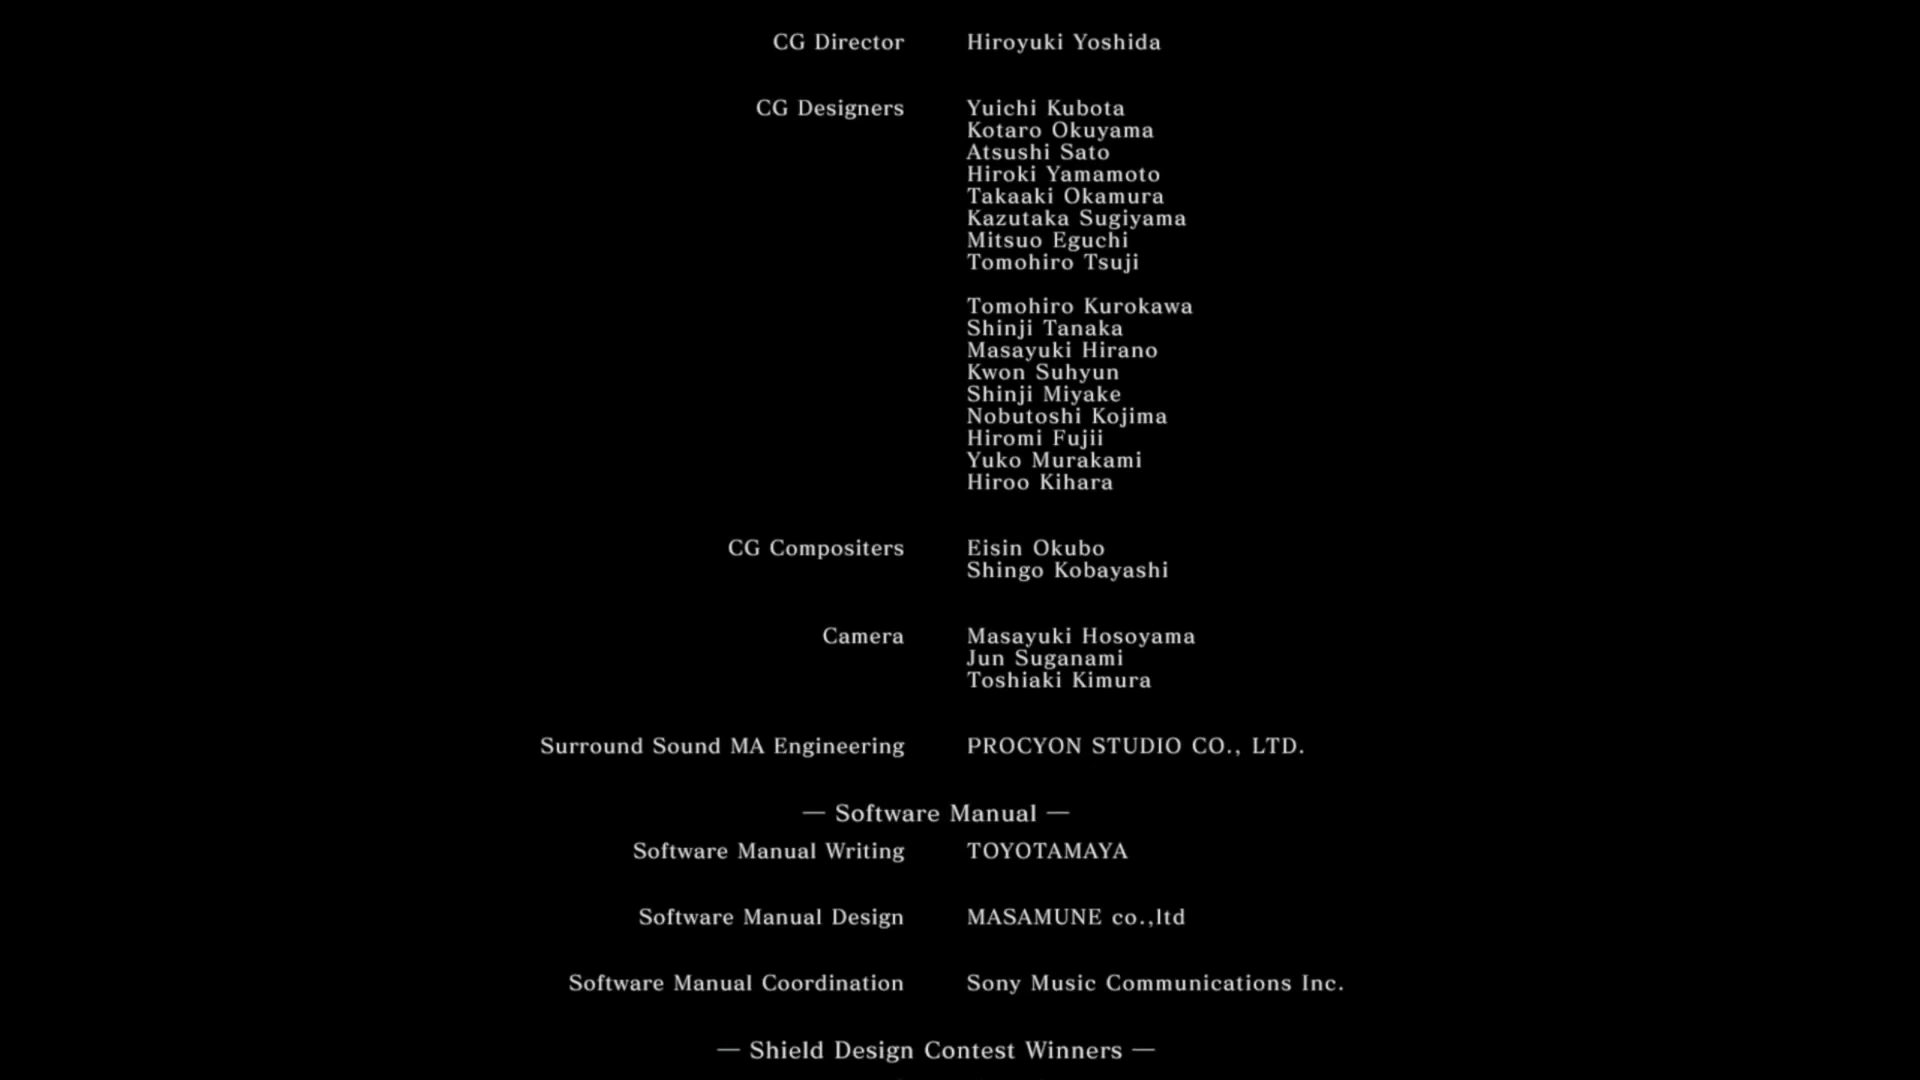 CG Director Hiroyuki Yoshida
CG Designers Yuichi Kubota
Kotaro Okuyama
Atsushi Sato
Hiroki Yamamoto
Takaaki Okamura
Kazutaka Sugiyama
Mitsuo Eguchi
Tomohiro Tsuji
Tomohiro Kurokawa
Shinji Tanaka
Masayuki Hirano
Kwon Suhyun
Shinji Miyake
Nobutoshi Kojima
Hiromi Fujii
Yuko Murakami
Hiroo Kihara
CG Compositers Eisin Okubo
Shingo Kobayashi
Camera Masayuki Hosoyama
Jun Suganami
Toshiaki Kimura
Surround Sound MA Engineering PROCYON STUDIO CO., LTD.
— Software Manual —
Software Manual Writing TOYOTAMAYA
Software Manual Design MASAMUNE co.,ltd
Software Manual Coordination Sony Music Communications Inc.
— Shield Design Contest Winners —